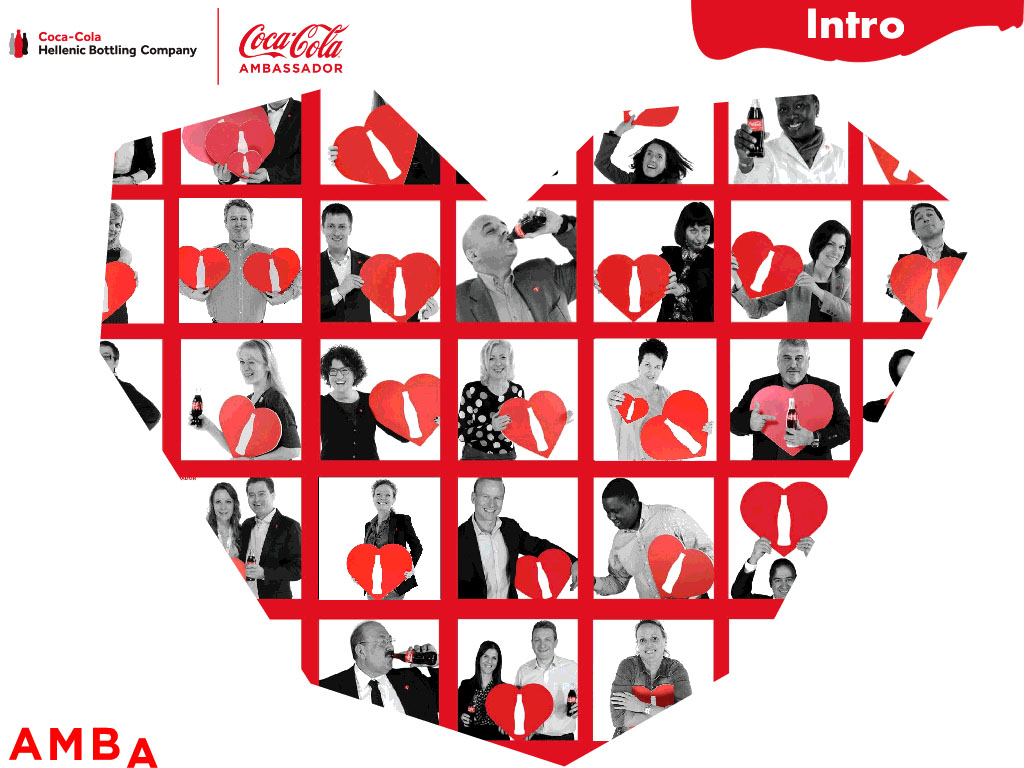 Coca-Cola
Hellenic Bottling Company
Coca-Cola
AMBASSADOR
Intro
AMBA